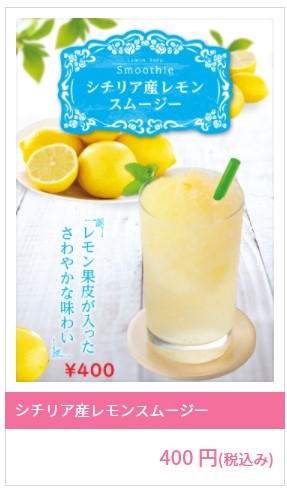 Lemon Soda
Smoothie
シチリア産レモン
スムージー
レモン果皮が入った
さわやかな味わい
¥400
シチリア産レモンスムージー
400 円(税込み)